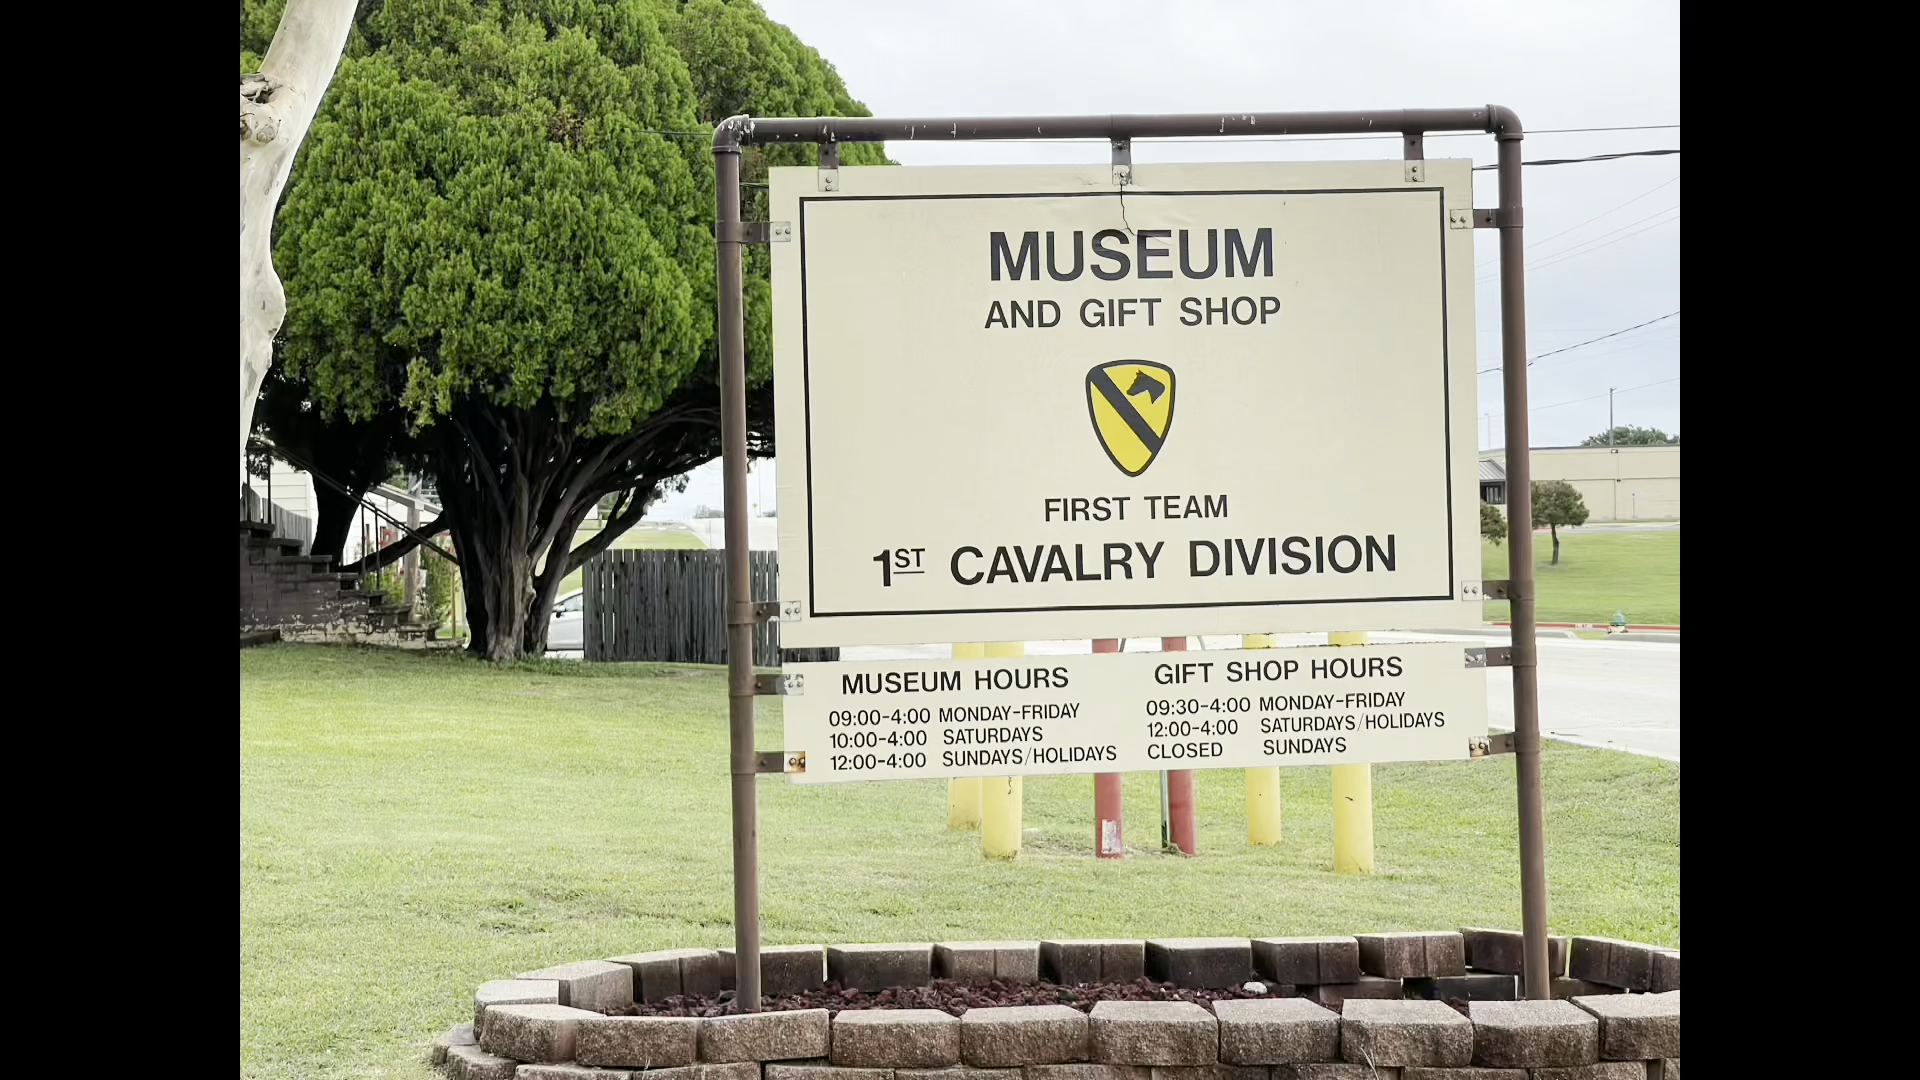 MUSEUM
AND GIFT SHOP
FIRST TEAM
1ST CAVALRY DIVISION
MUSEUM HOURS
09:00-4:00 MONDAY-FRIDAY
10:00-4:00 SATURDAYS
12:00-4:00 SUNDAYS/HOLIDAYS
GIFT SHOP HOURS
09:30-4:00 MONDAY-FRIDAY
12:00-4:00 SATURDAYS/HOLIDAYS
CLOSED SUNDAYS